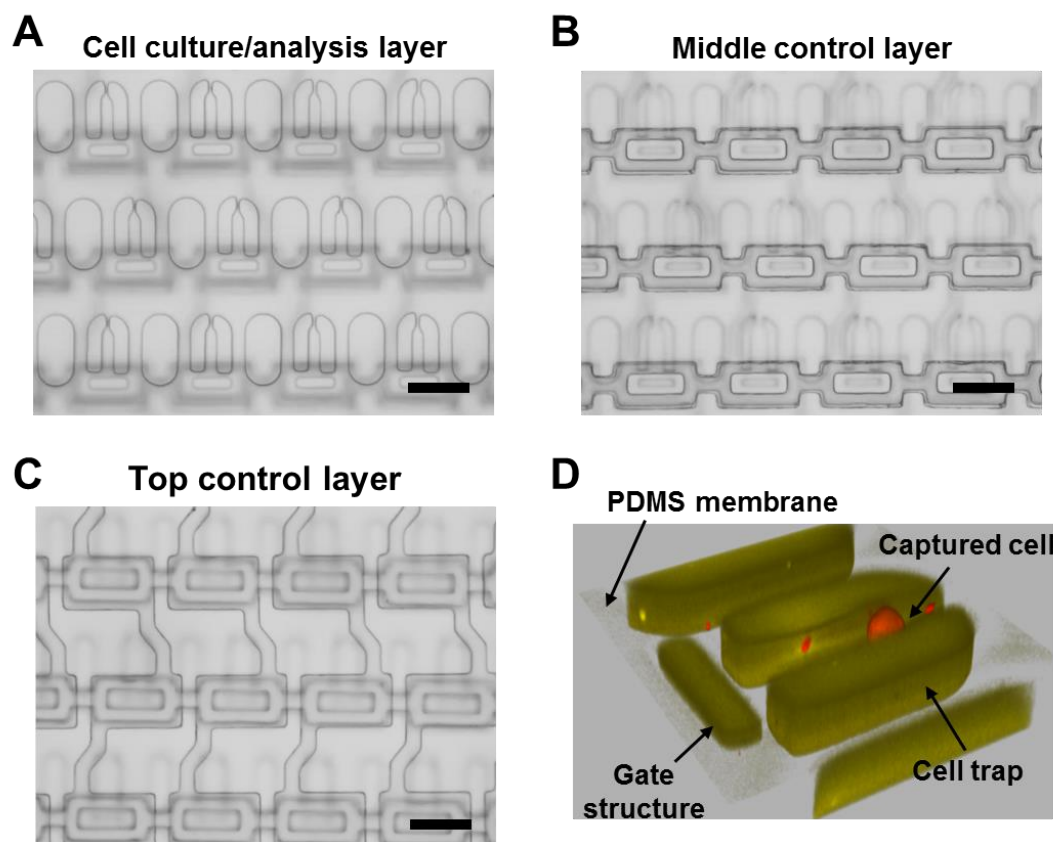 A
Cell culture/analysis layer
B
Middle control layer
C
Top control layer
D
PDMS membrane
Captured cell
Gate
structure
Cell trap